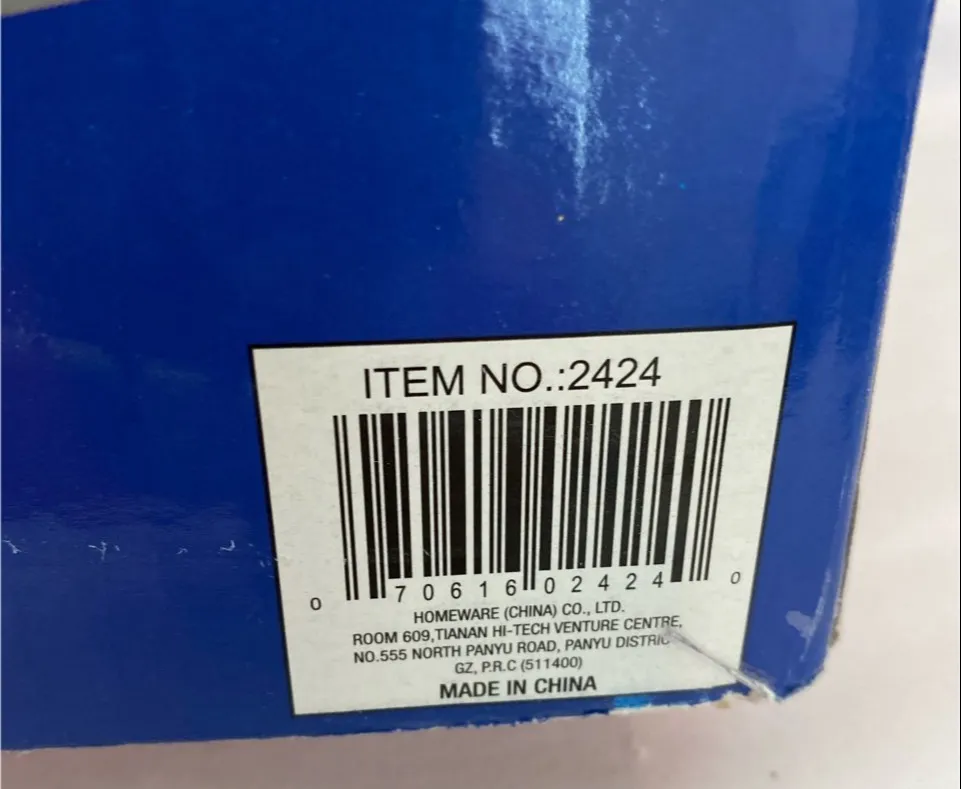 ITEM NO.:2424
0 70616 02424 0
HOMEWARE (CHINA) CO., LTD.
ROOM 609,TIANAN HI-TECH VENTURE CENTRE,
NO.555 NORTH PANYU ROAD, PANYU
GZ, P.R.C (511400)
MADE IN CHINA